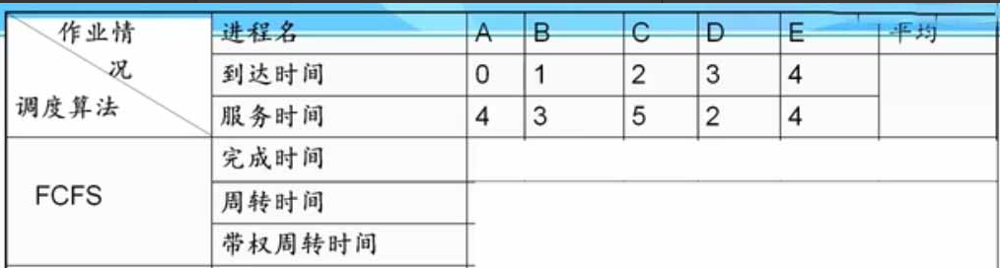 作业情况
调度算法
进程名 A B C D E 平均
到达时间 0 1 2 3 4
服务时间 4 3 5 2 4
FCFS
完成时间
周转时间
带权周转时间